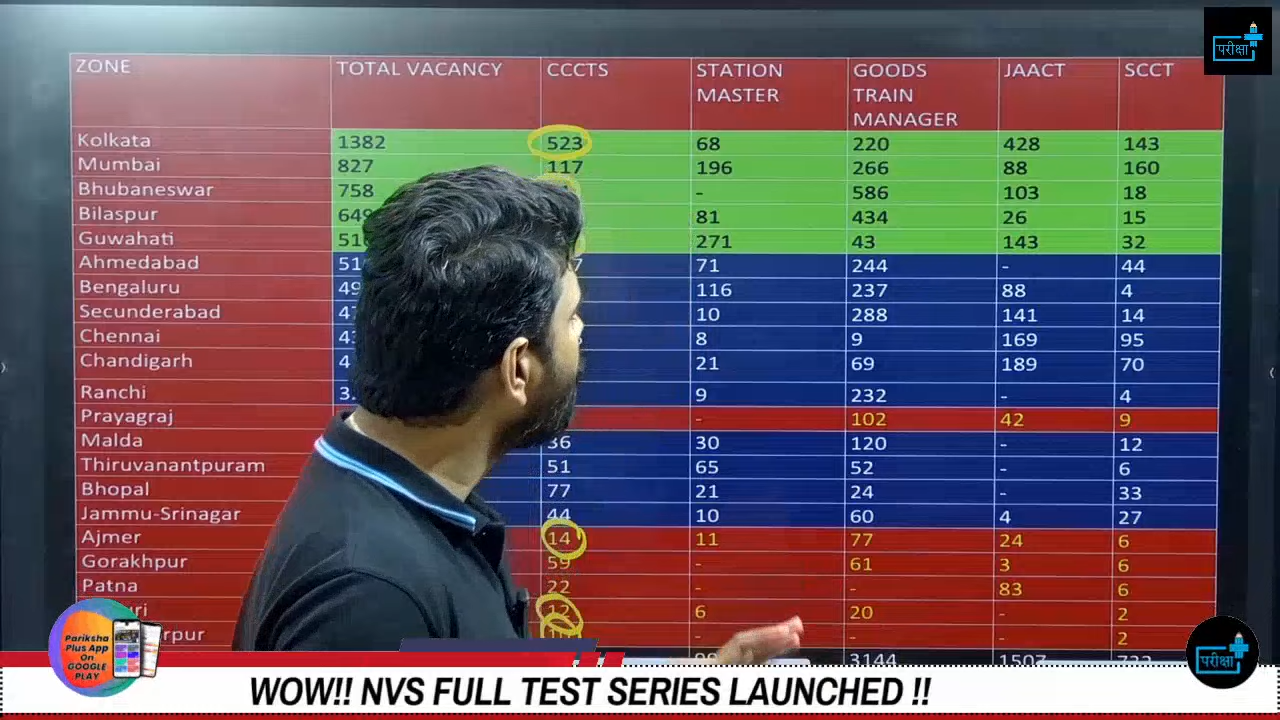 परीक्षा
ZONE TOTAL VACANCY CCCTS STATION MASTER GOODS TRAIN MANAGER JAACT SCCT
Kolkata 1382 523 68 220 428 143
Mumbai 827 117 196 266 88 160
Bhubaneswar 758 - 586 103 18
Bilaspur 81 434 26 15
Guwahati 271 43 143 32
Ahmedabad 71 244 - 44
Bengaluru 116 237 88 4
Secunderabad 10 288 141 14
Chennai 8 9 169 95
Chandigarh 21 69 189 70
Ranchi 9 232 - 4
Prayagraj - 102 42 9
Malda 36 30 120 - 12
Thiruvanantpuram 51 65 52 - 6
Bhopal 77 21 24 - 33
Jammu-Srinagar 44 10 60 4 27
Ajmer 14 11 77 24 6
Gorakhpur 59 - 61 3 6
Patna 22 - - 83 6
12 6 20 - 2
- - - 2
3144 1507
Pariksha
Plus App
On
GOOGLE
PLAY
परीक्षा
WOW!! NVS FULL TEST SERIES LAUNCHED !!